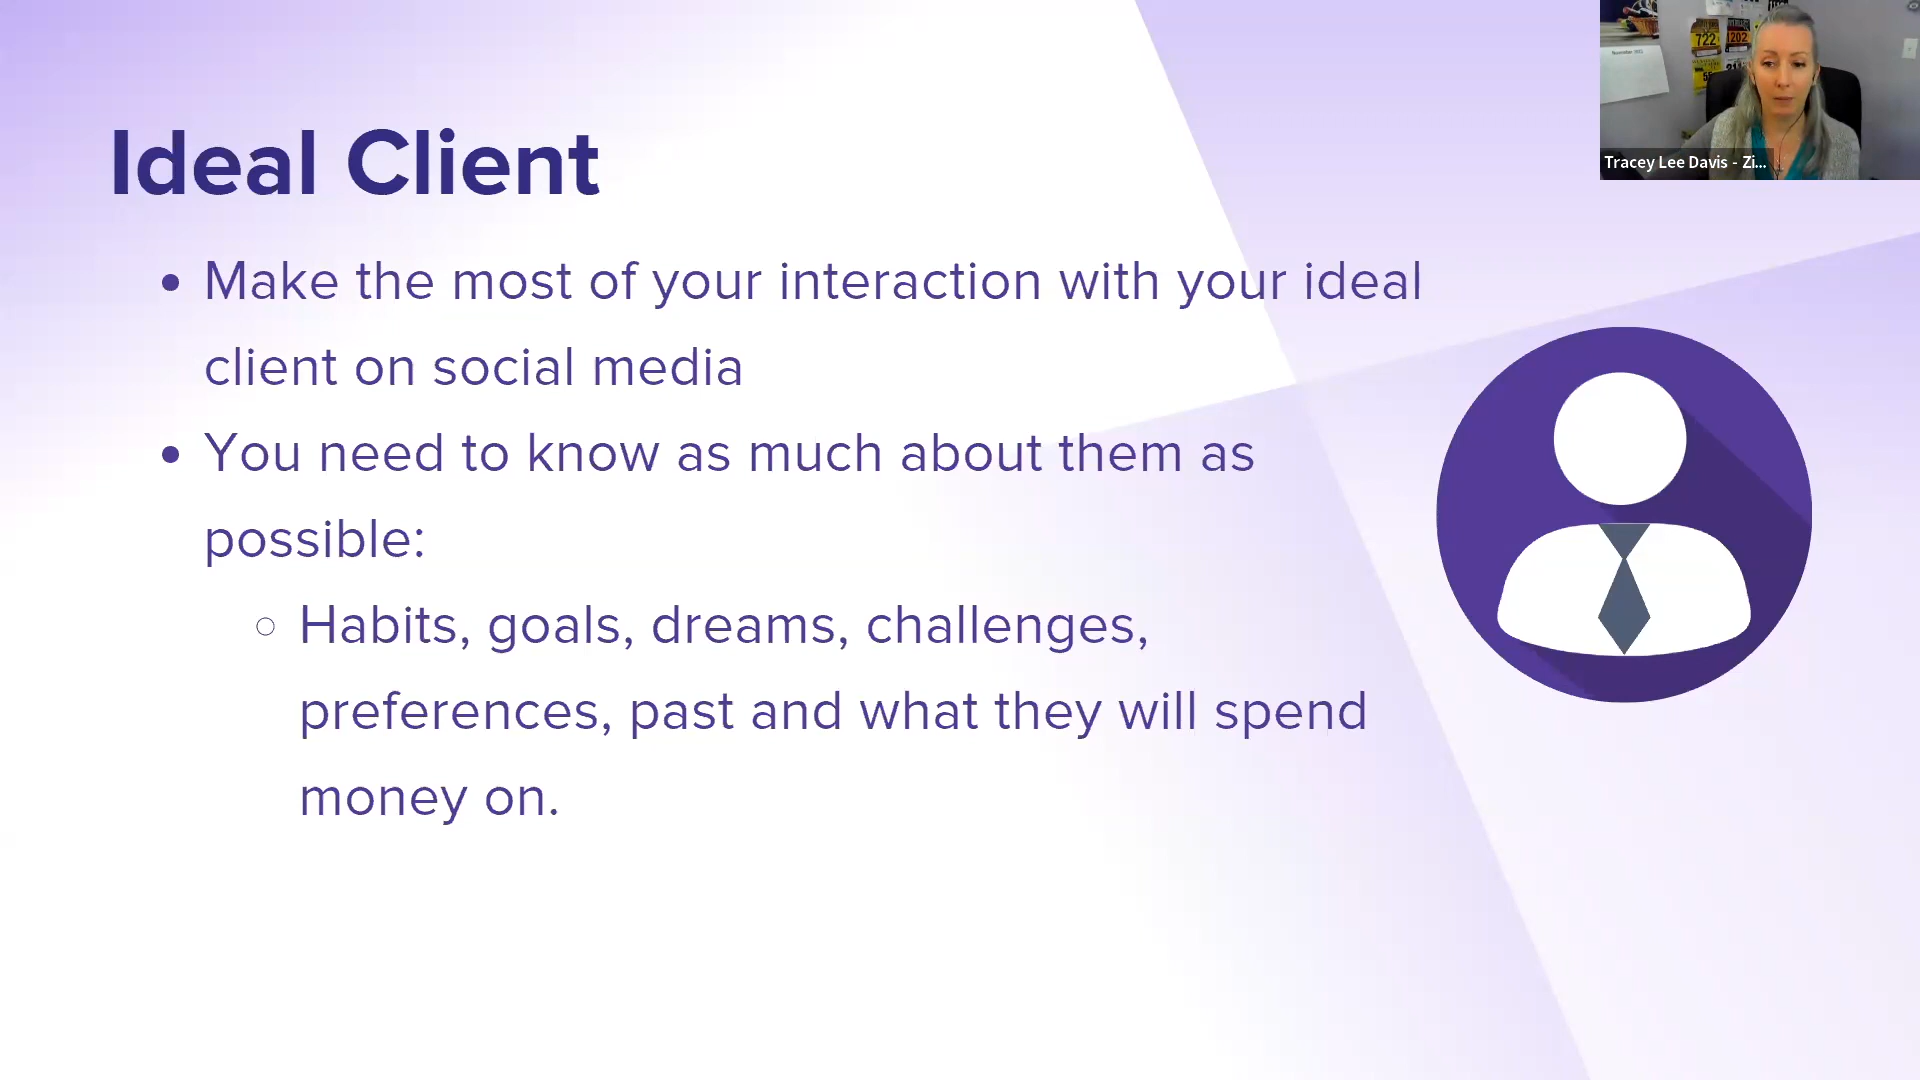 Ideal Client
• Make the most of your interaction with your ideal
client on social media
• You need to know as much about them as
possible:
○ Habits, goals, dreams, challenges,
preferences, past and what they will spend
money on.
722
202
Tracey Lee Davis - Zi...